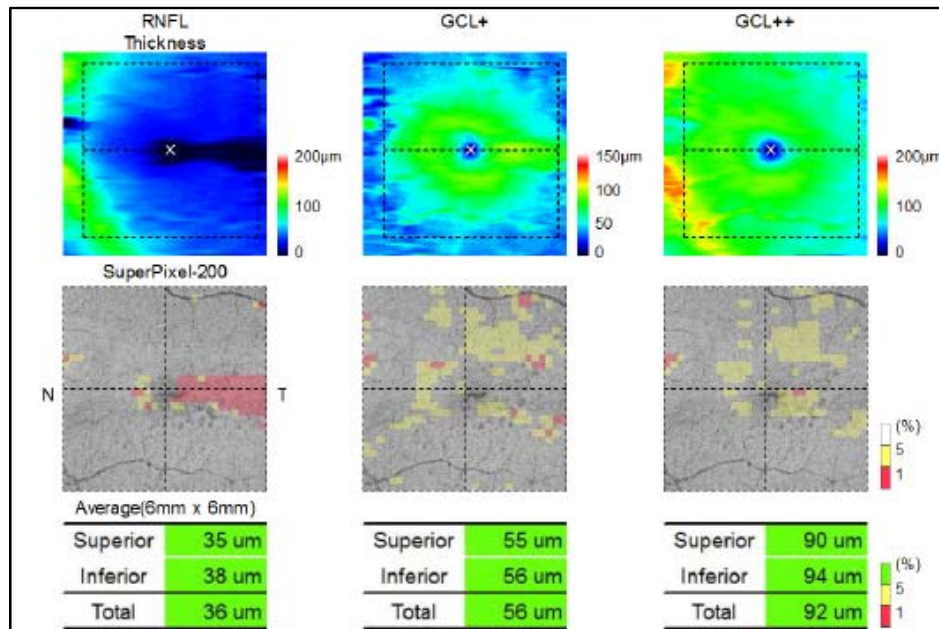 RNFL Thickness
GCL+
GCL++
200µm
100
0
150µm
100
50
0
200µm
100
0
SuperPixel-200
N
T
(%)
5
1
Average(6mm x 6mm)
Superior 35 um
Inferior 38 um
Total 36 um
Superior 55 um
Inferior 56 um
Total 56 um
Superior 90 um
Inferior 94 um
Total 92 um
(%)
5
1